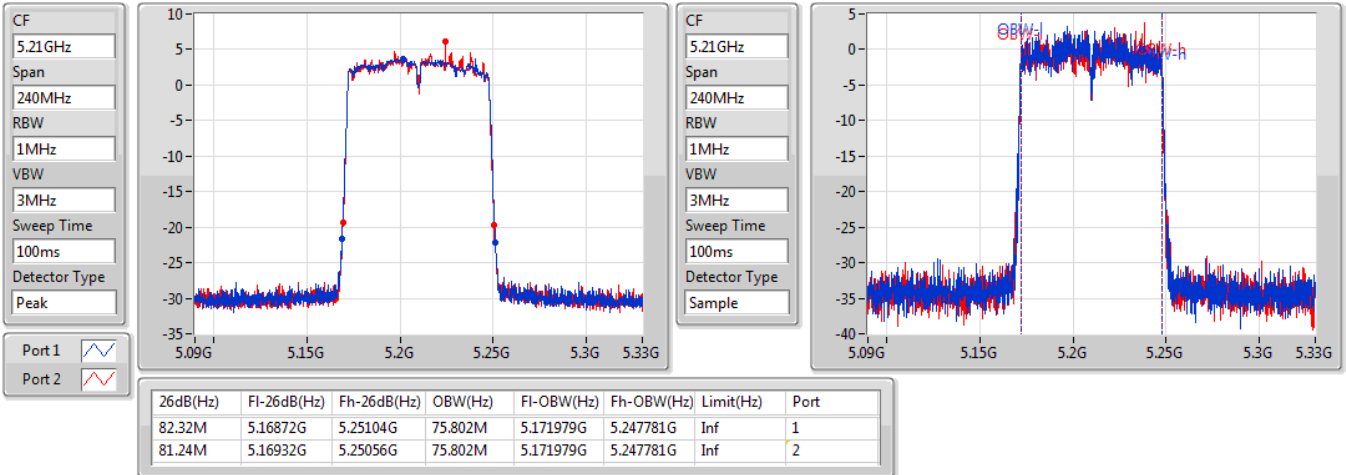 CF
5.21GHz
Span
240MHz
RBW
1MHz
VBW
3MHz
Sweep Time
100ms
Detector Type
Peak
Port 1
Port 2
10
5
0
-5
-10
-15
-20
-25
-30
-35
5.09G 5.15G 5.2G 5.25G 5.3G 5.33G
CF
5.21GHz
Span
240MHz
RBW
1MHz
VBW
3MHz
Sweep Time
100ms
Detector Type
Sample
5
0
-5
-10
-15
-20
-25
-30
-35
-40
OBW-l
OBW-h
5.09G 5.15G 5.2G 5.25G 5.3G 5.33G
26dB(Hz) Fl-26dB(Hz) Fh-26dB(Hz) OBW(Hz) Fl-OBW(Hz) Fh-OBW(Hz) Limit(Hz) Port
82.32M 5.16872G 5.25104G 75.802M 5.171979G 5.247781G Inf 1
81.24M 5.16932G 5.25056G 75.802M 5.171979G 5.247781G Inf 2